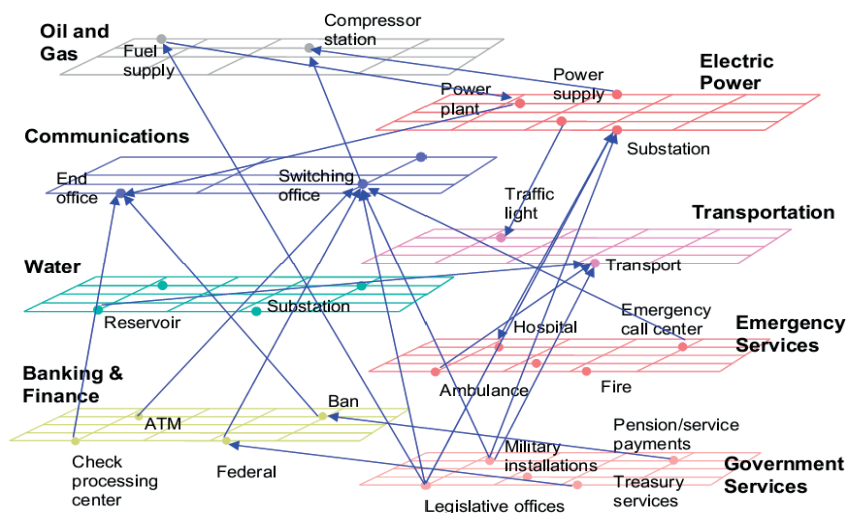 Oil and
Gas
Fuel
supply
Compressor
station
Electric
Power
Power
plant
Power
supply
Substation
Communications
End
office
Switching
office
Traffic
light
Transportation
Transport
Water
Reservoir
Substation
Emergency
Services
Hospital
Emergency
call center
Ambulance
Fire
Banking &
Finance
ATM
Ban
Check
processing
center
Federal
Government
Services
Military
installations
Pension/service
payments
Legislative offices
Treasury
services